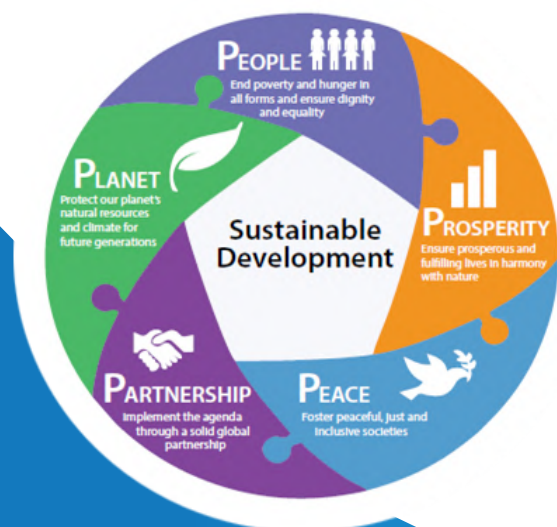 PEOPLE
End poverty and hunger in
all forms and ensure dignity
and equality
PROSPERITY
Ensure prosperous and
fulfilling lives in harmony
with nature
PEACE
Foster peaceful, just and
inclusive societies
PARTNERSHIP
Implement the agenda
through a solid global
partnership
PLANET
Protect our planet's
natural resources
and climate for
future generations
Sustainable
Development